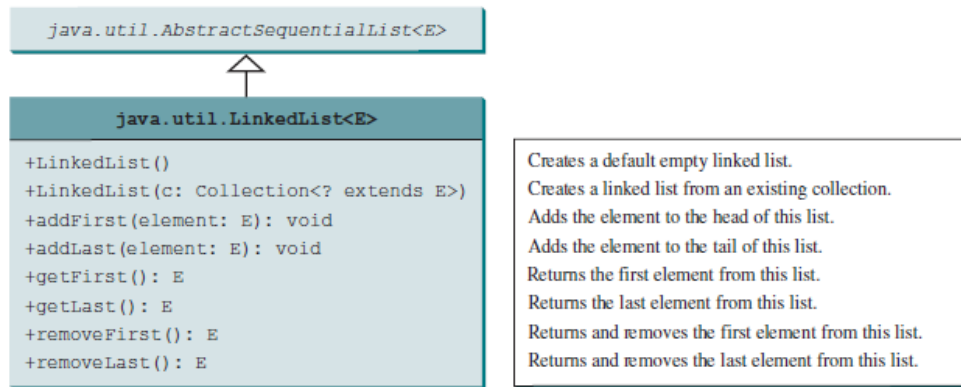 java.util.AbstractSequentialList<E>
java.util.LinkedList<E>
+LinkedList()
+LinkedList(c: Collection<? extends E>)
+addFirst(element: E): void
+addLast(element: E): void
+getFirst(): E
+getLast(): E
+removeFirst(): E
+removeLast(): E
Creates a default empty linked list.
Creates a linked list from an existing collection.
Adds the element to the head of this list.
Adds the element to the tail of this list.
Returns the first element from this list.
Returns the last element from this list.
Returns and removes the first element from this list.
Returns and removes the last element from this list.